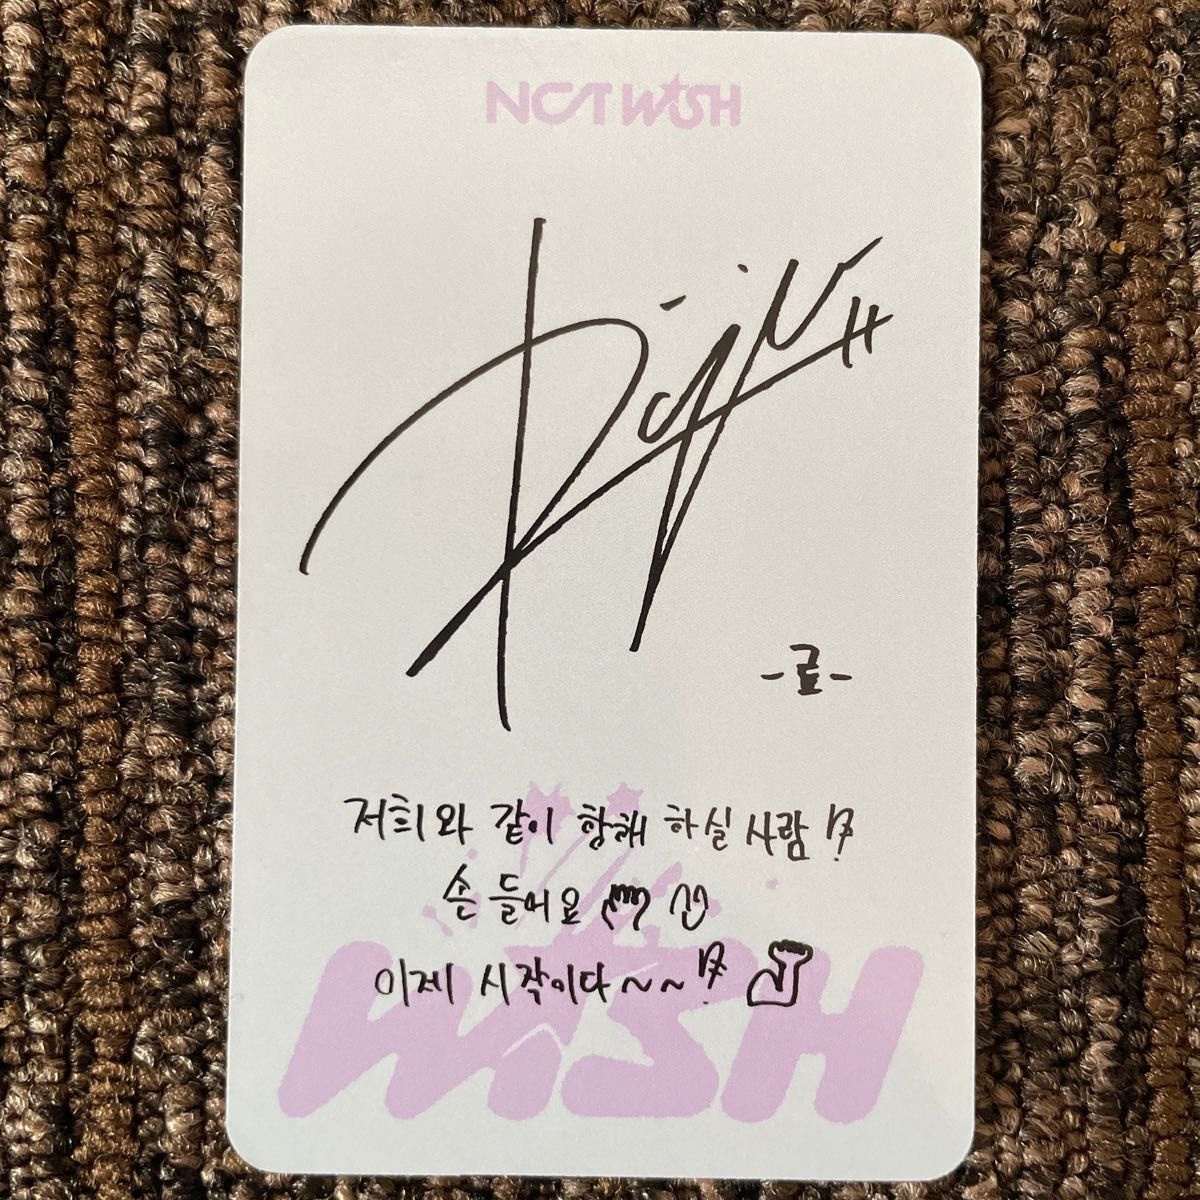 NCT WISH
Riku
-료-
저희와 같이 항해 하실 사람!?
손 들어요
이제 시작이다~~!?
WISH